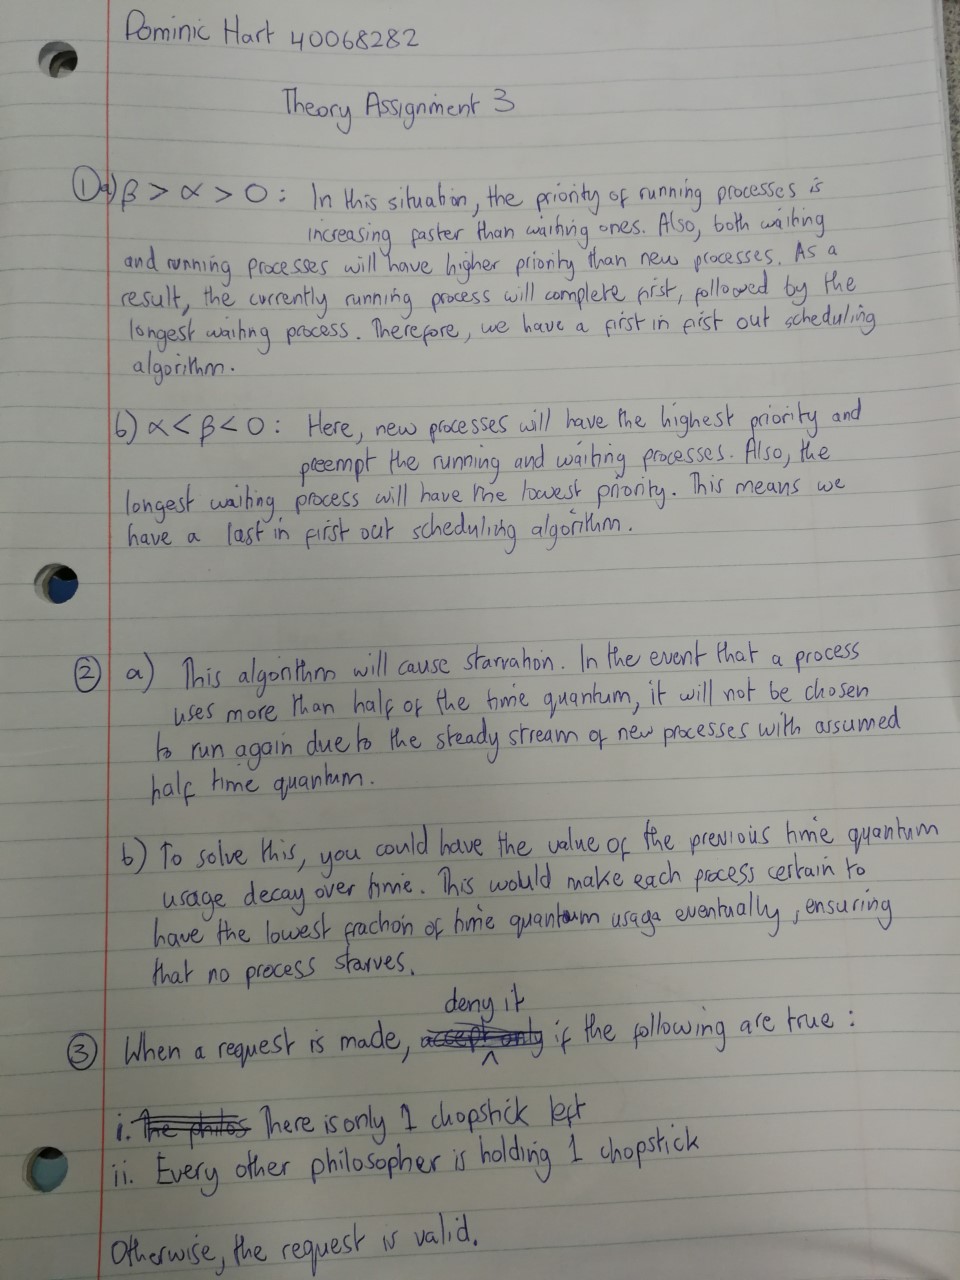 Dominic Hart 40068282
Theory Assignment 3
1 a) β > α > 0 : In this situation, the priority of running processes is
increasing faster than waiting ones. Also, both waiting
and running processes will have higher priority than new processes. As a
result, the currently running process will complete first, followed by the
longest waiting process. Therefore, we have a first in first out scheduling
algorithm.
b) α < β < 0 : Here, new processes will have the highest priority and
preempt the running and waiting processes. Also, the
longest waiting process will have the lowest priority. This means we
have a last in first out scheduling algorithm.
2 a) This algorithm will cause starvation. In the event that a process
uses more than half of the time quantum, it will not be chosen
to run again due to the steady stream of new processes with assumed
half time quantum.
b) To solve this, you could have the value of the previous time quantum
usage decay over time. This would make each process certain to
have the lowest fraction of time quantum usage eventually, ensuring
that no process starves.
deny it
3 When a request is made, accept only if the following are true :
i. The philos There is only 1 chopstick left
ii. Every other philosopher is holding 1 chopstick
Otherwise, the request is valid.